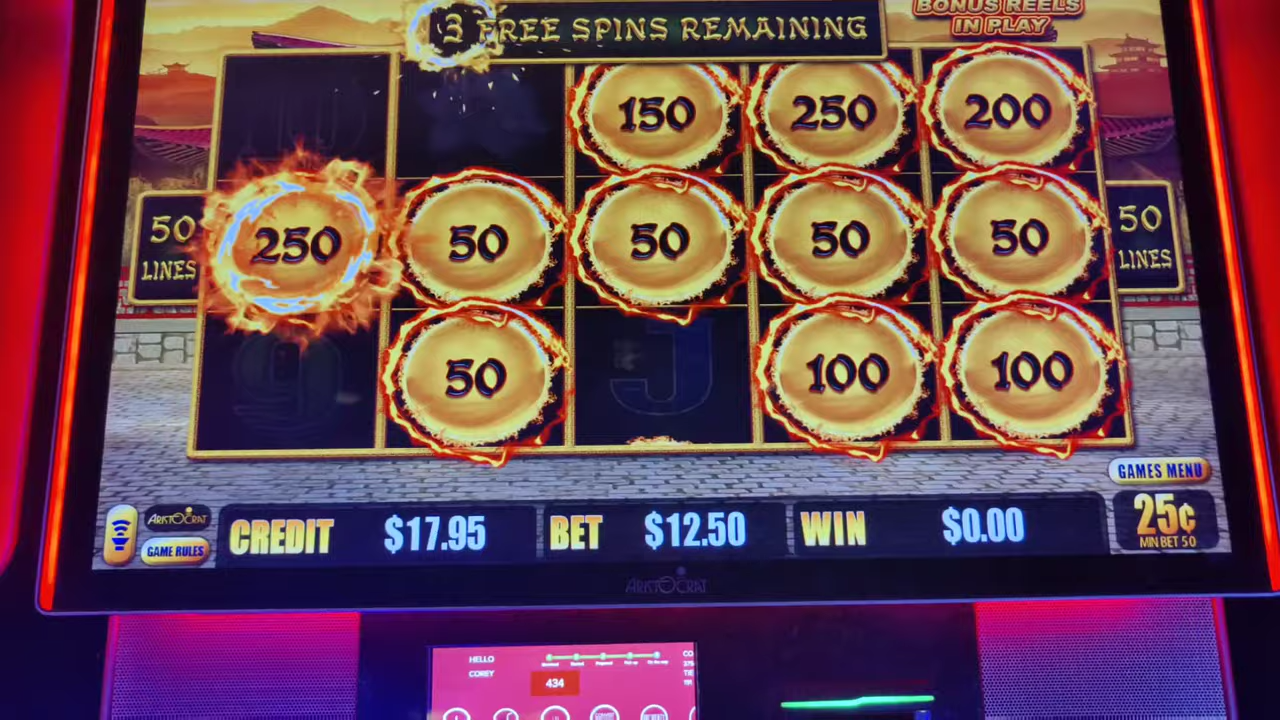 3 FREE SPINS REMAINING
BONUS REELS
IN PLAY
150
250
200
50
LINES
250
50
50
50
50
50
LINES
50
100
100
GAMES MENU
ARISTOCRAT
GAME RULES
CREDIT $17.95
BET $12.50
WIN $0.00
25¢
MIN BET 50
ARISTOCRAT
HELLO
COREY
434